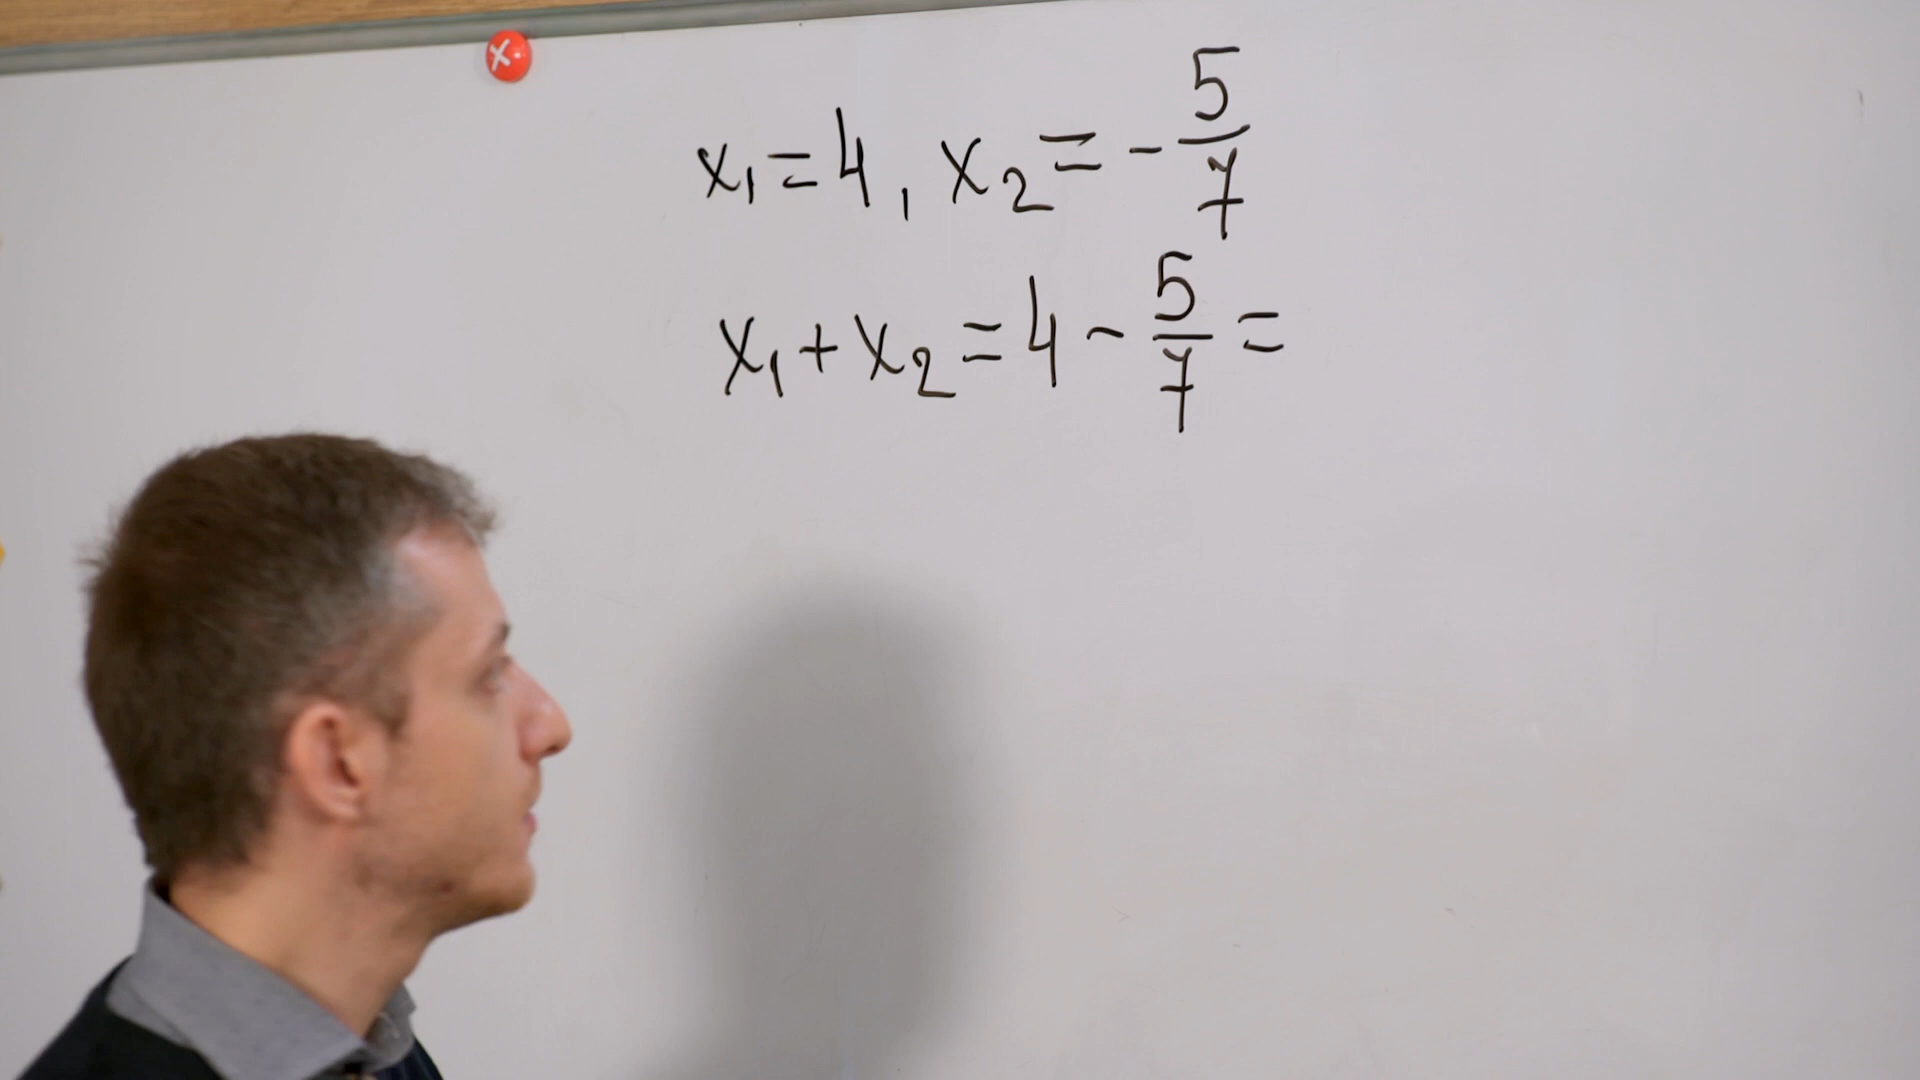 x₁ = 4, x₂ = - 5/7
x₁ + x₂ = 4 - 5/7 =